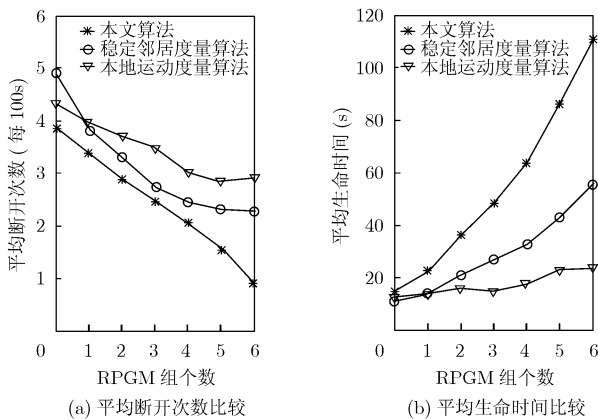 本文算法
稳定邻居度量算法
本地运动度量算法
平均断开次数(每100s)
6
5
4
3
2
1
0
1 2 3 4 5 6
RPGM 组个数
(a) 平均断开次数比较
本文算法
稳定邻居度量算法
本地运动度量算法
平均生命时间(s)
120
100
80
60
40
20
0
1 2 3 4 5 6
RPGM 组个数
(b) 平均生命时间比较